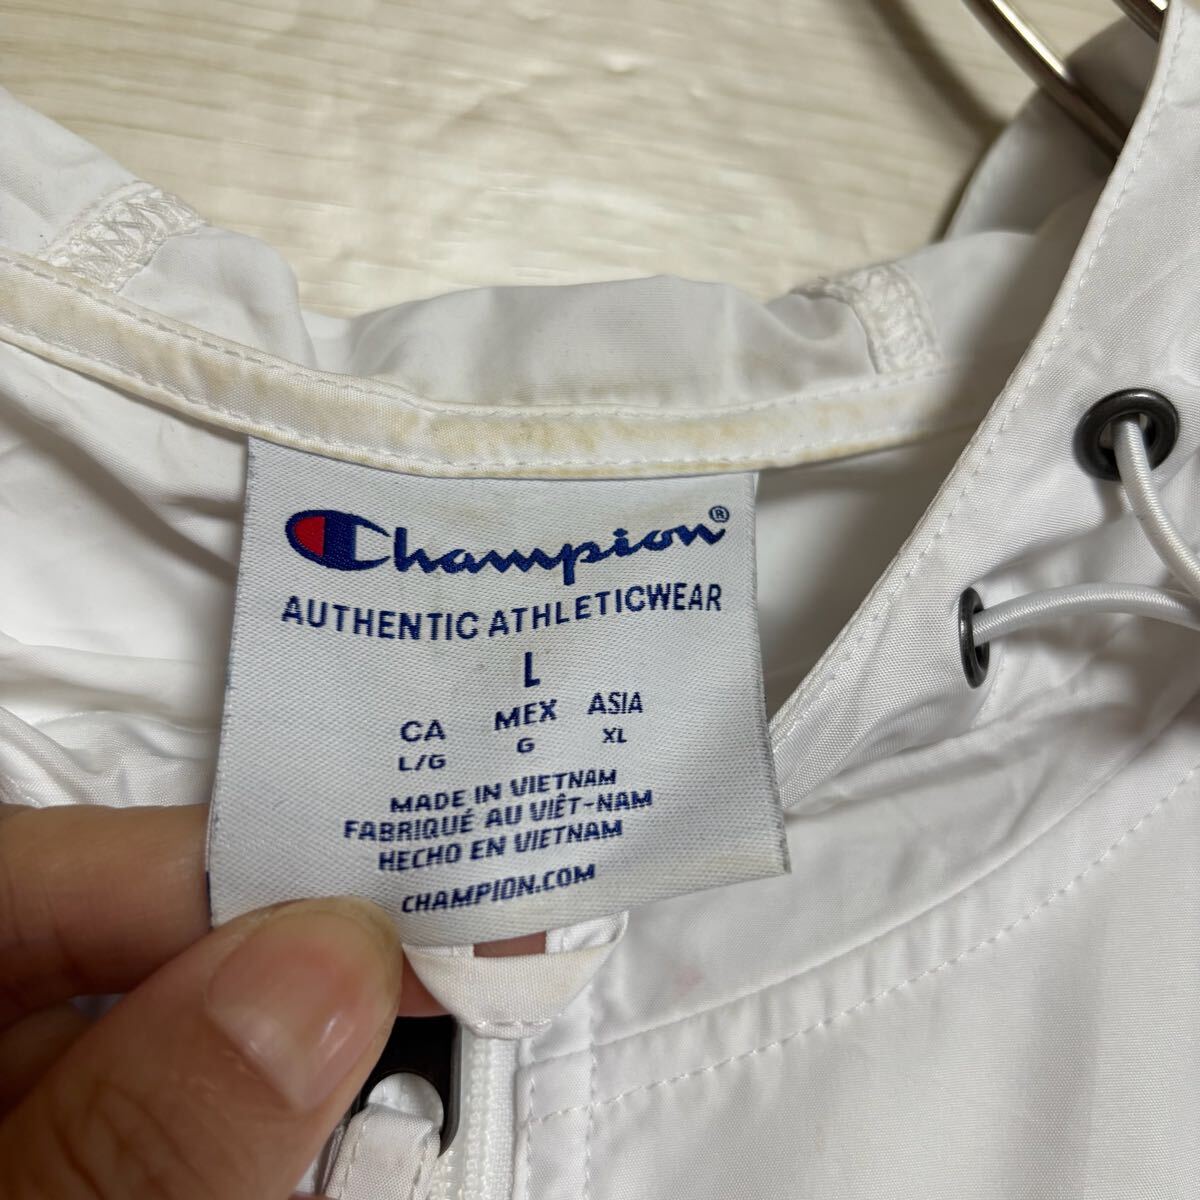 Champion®
AUTHENTIC ATHLETICWEAR
L
CA MEX ASIA
L/G G XL
MADE IN VIETNAM
FABRIQUÉ AU VIÊT-NAM
HECHO EN VIETNAM
CHAMPION.COM